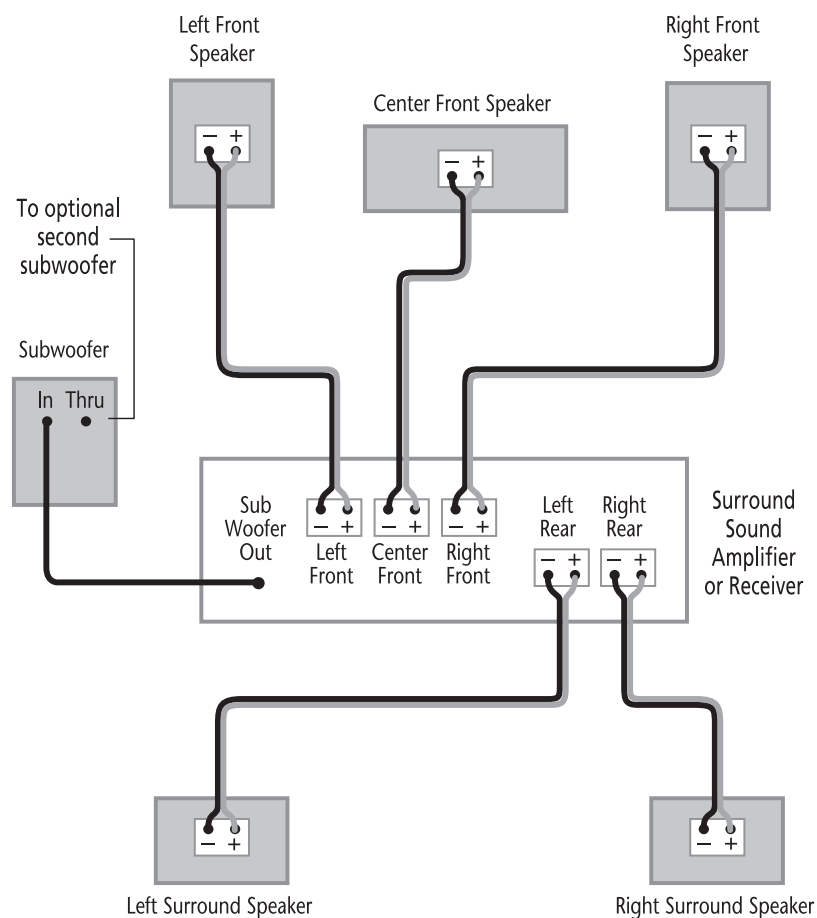 Left Front
Speaker
− +
Right Front
Speaker
− +
Center Front Speaker
− +
To optional
second
subwoofer
Subwoofer
In Thru
Sub
Woofer
Out
− +
Left
Front
− +
Center
Front
− +
Right
Front
Left
Rear
− +
Right
Rear
− +
Surround
Sound
Amplifier
or Receiver
− +
Left Surround Speaker
− +
Right Surround Speaker